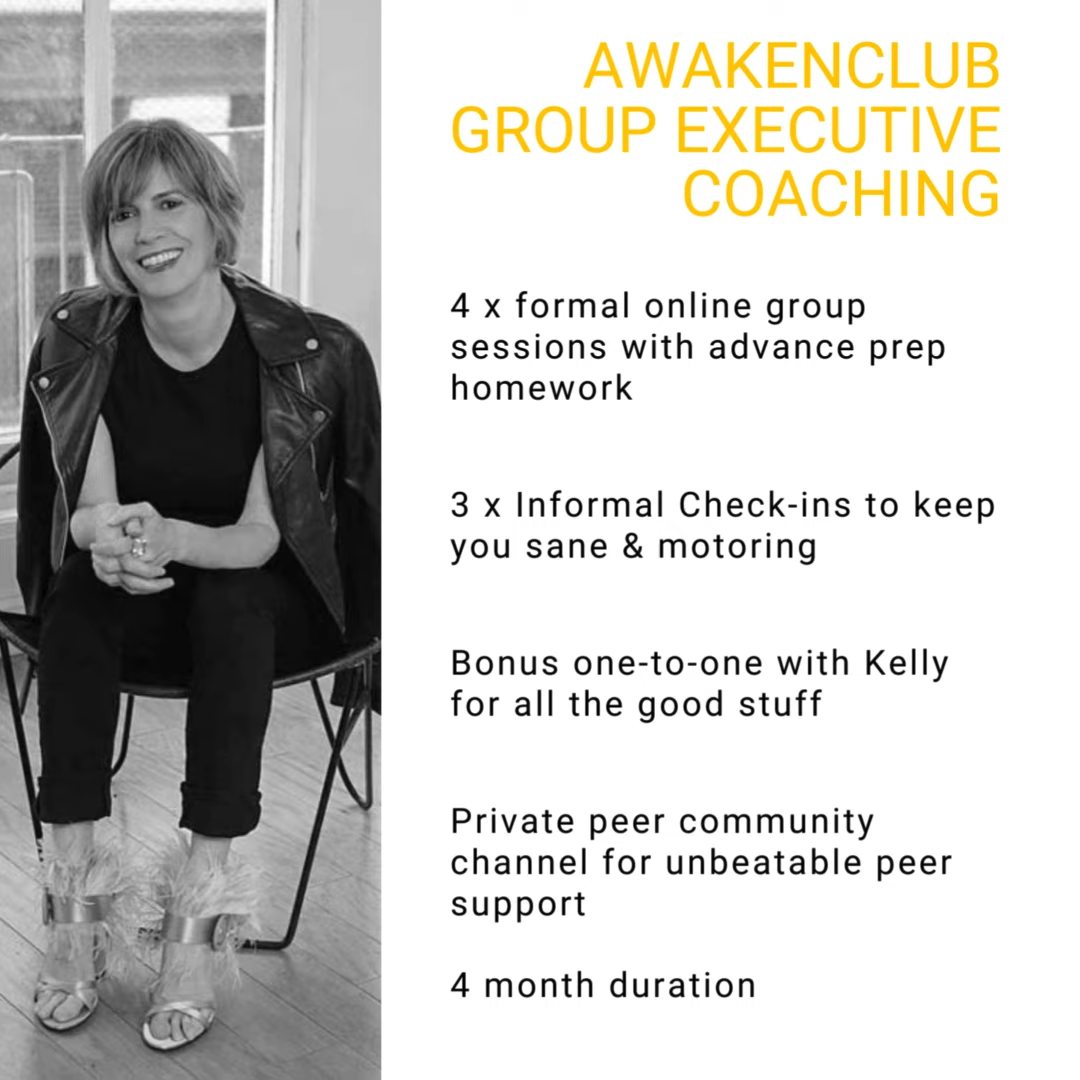 AWAKENCLUB
GROUP EXECUTIVE
COACHING
4 x formal online group
sessions with advance prep
homework
3 x Informal Check-ins to keep
you sane & motoring
Bonus one-to-one with Kelly
for all the good stuff
Private peer community
channel for unbeatable peer
support
4 month duration